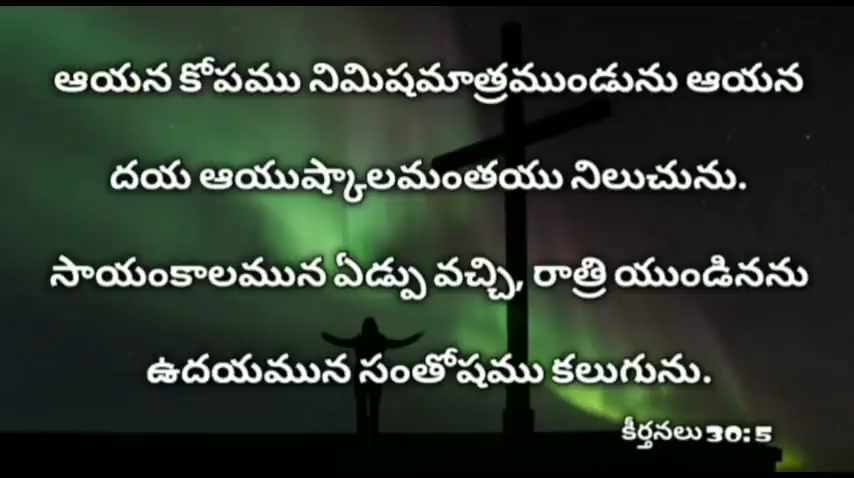 ఆయన కోపము నిమిషమాత్రముండును ఆయన
దయ ఆయుష్కాలమంతయు నిలుచును.
సాయంకాలమున ఏడ్పు వచ్చి, రాత్రి యుండినను
ఉదయమున సంతోషము కలుగును.
కీర్తనలు 30:5